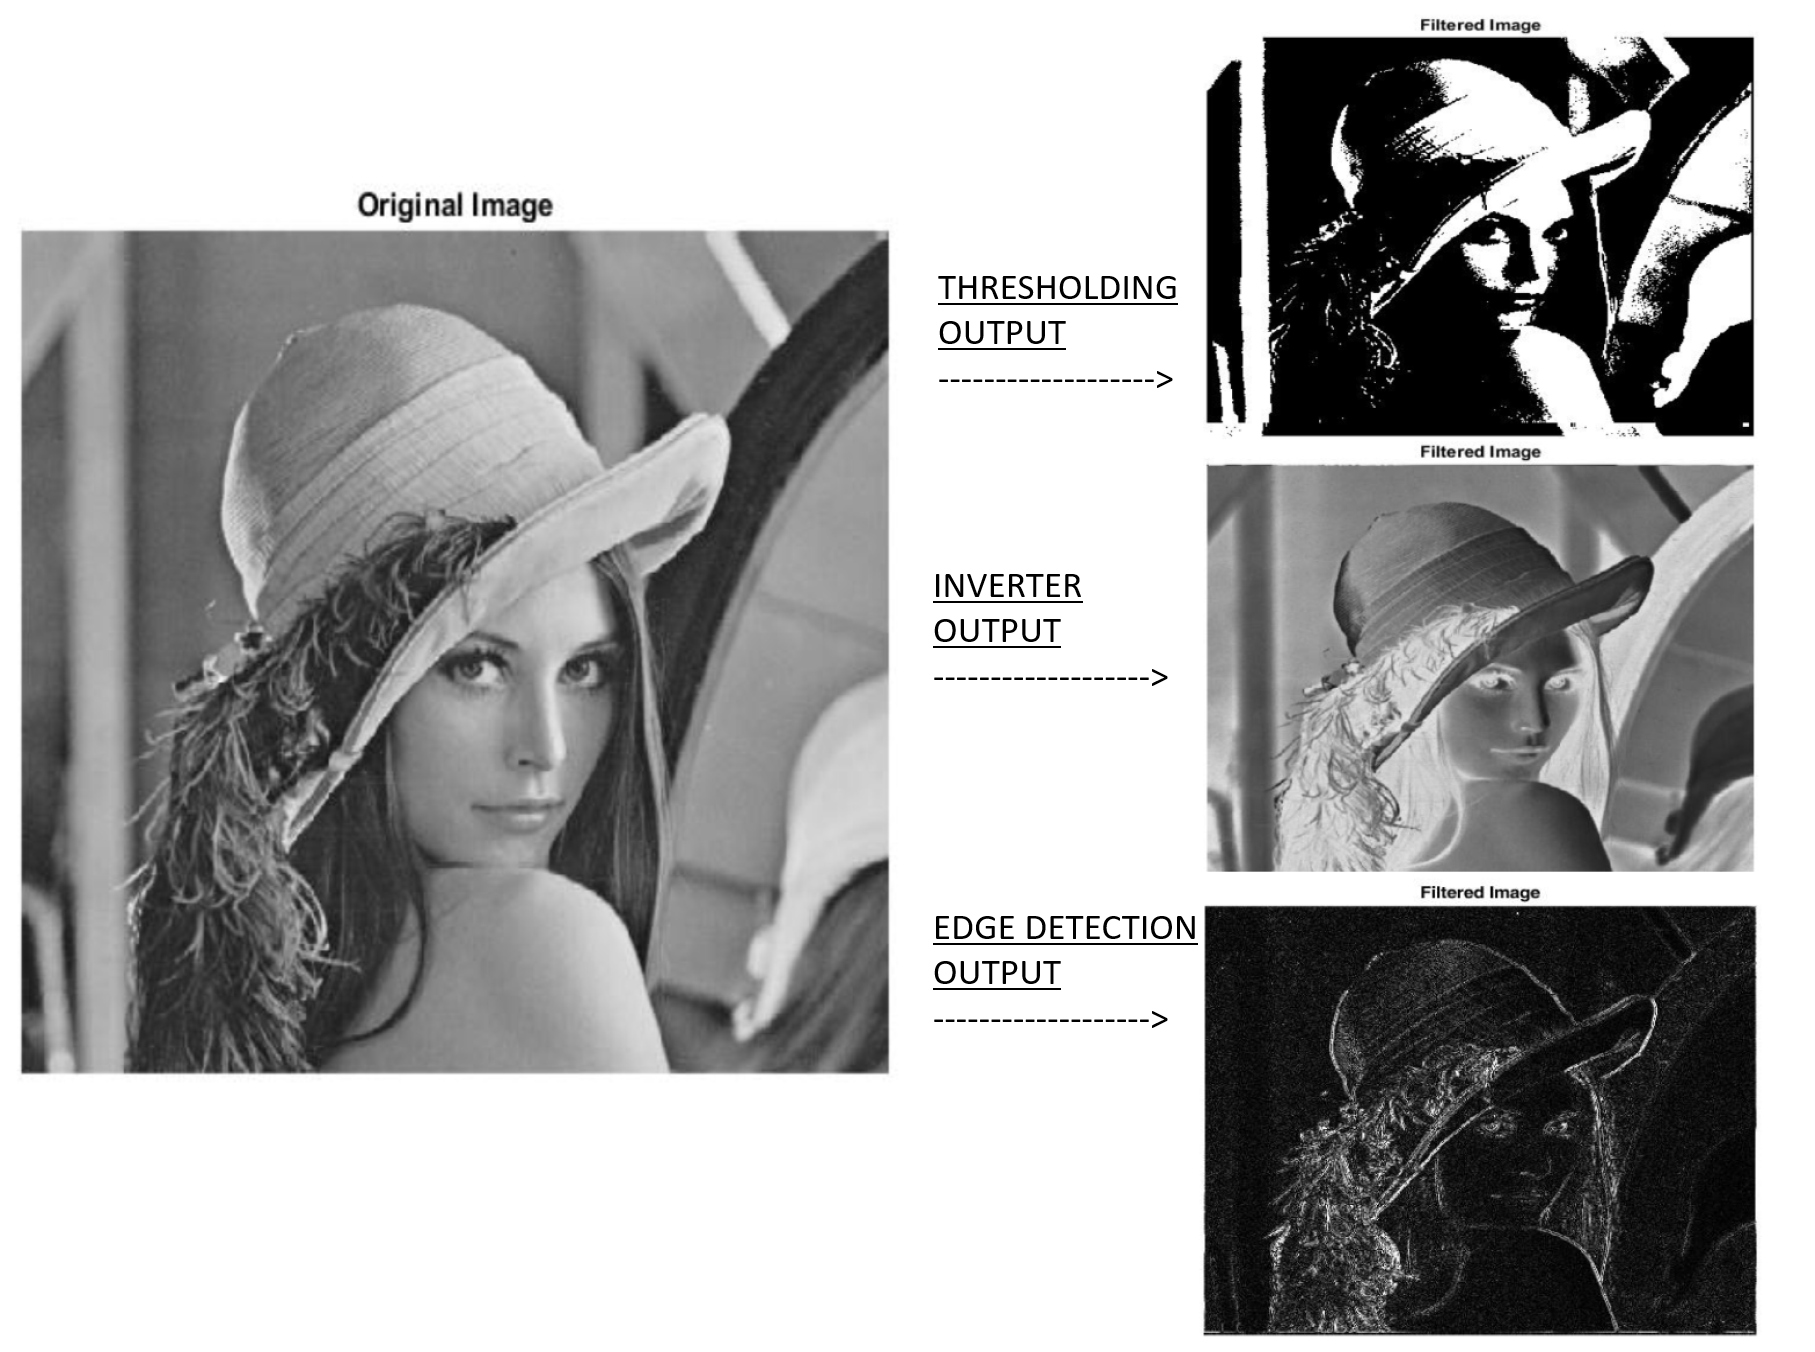 Original Image
THRESHOLDING
OUTPUT
------------------->
Filtered Image
INVERTER
OUTPUT
------------------->
Filtered Image
EDGE DETECTION
OUTPUT
------------------->
Filtered Image